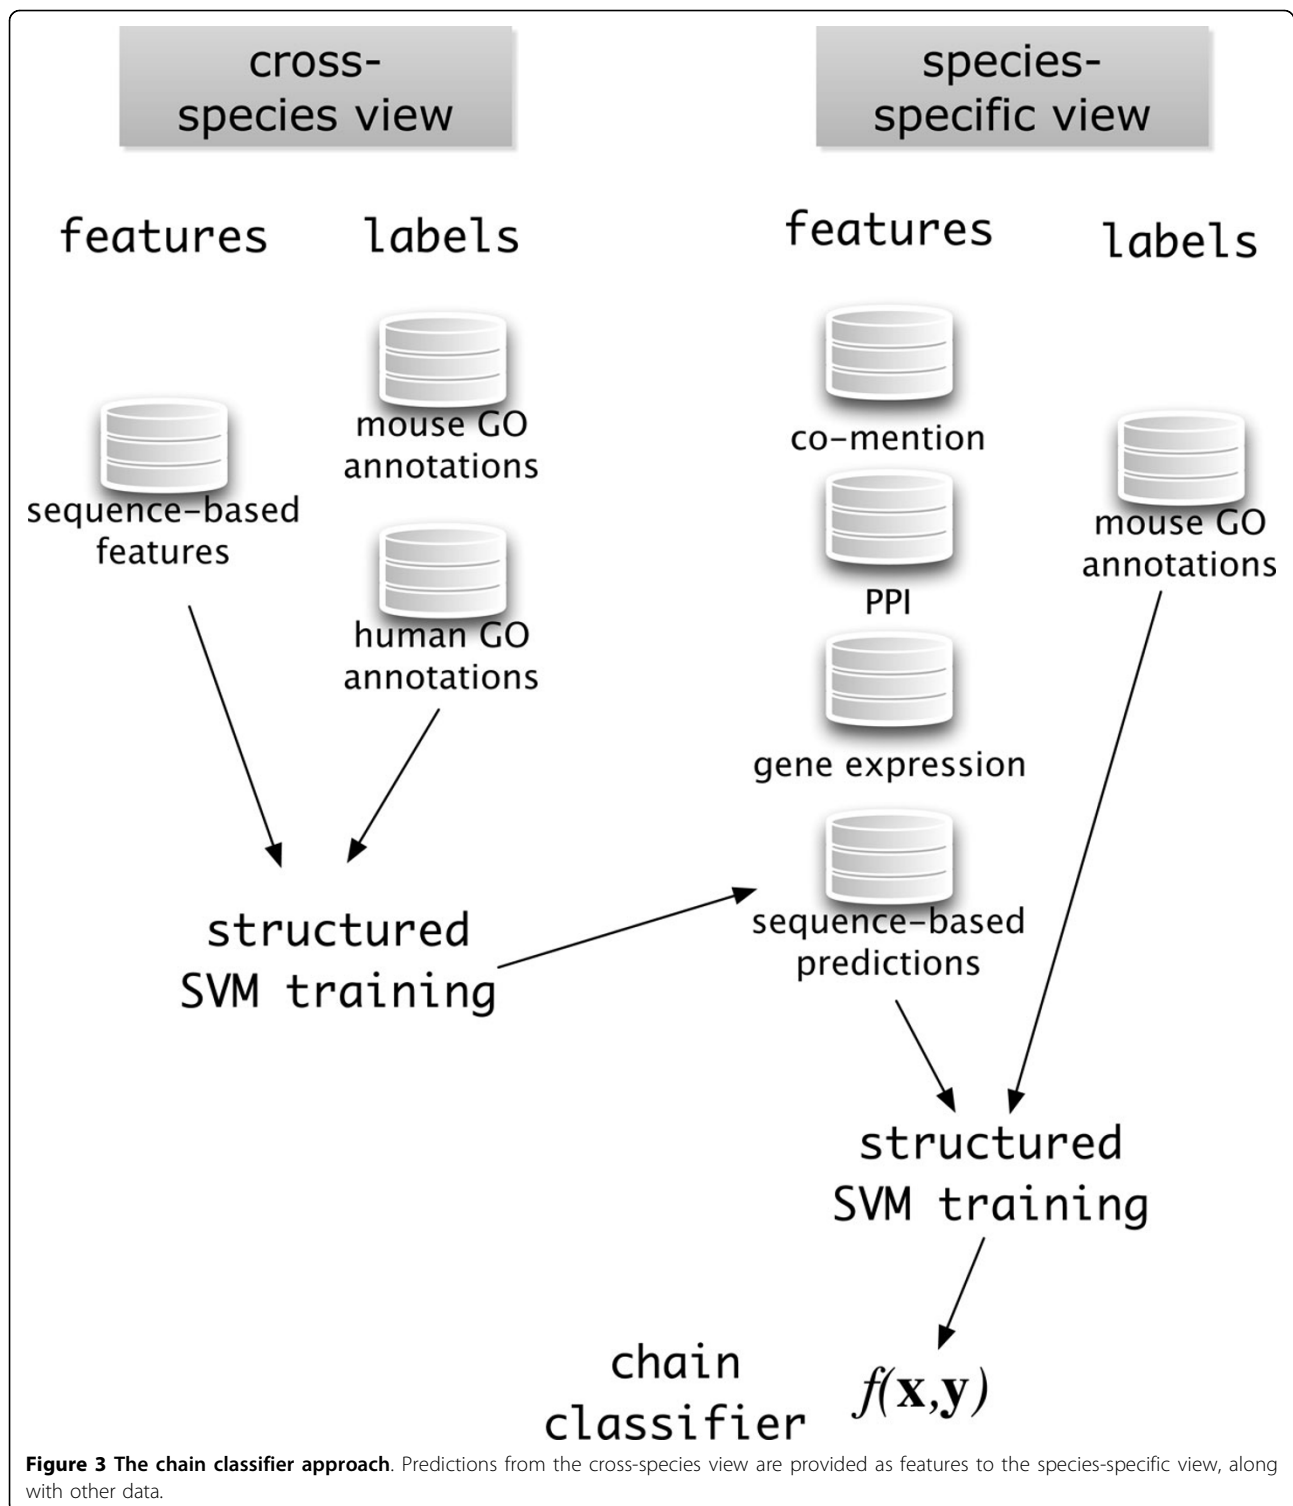 cross-
species view
species-
specific view
features
labels
features
labels
mouse GO
annotations
sequence-based
features
human GO
annotations
co-mention
PPI
gene expression
sequence-based
predictions
mouse GO
annotations
structured
SVM training
structured
SVM training
chain
classifier
f(x,y)
Figure 3 The chain classifier approach. Predictions from the cross-species view are provided as features to the species-specific view, along
with other data.